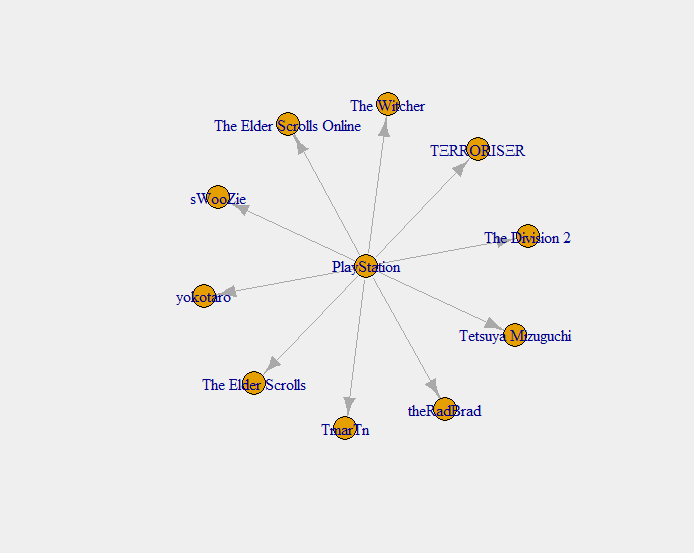 The Witcher
The Elder Scrolls Online
TΞRRORISΞR
sWooZie
The Division 2
PlayStation
yokotaro
Tetsuya Mizuguchi
The Elder Scrolls
theRadBrad
TmarTn